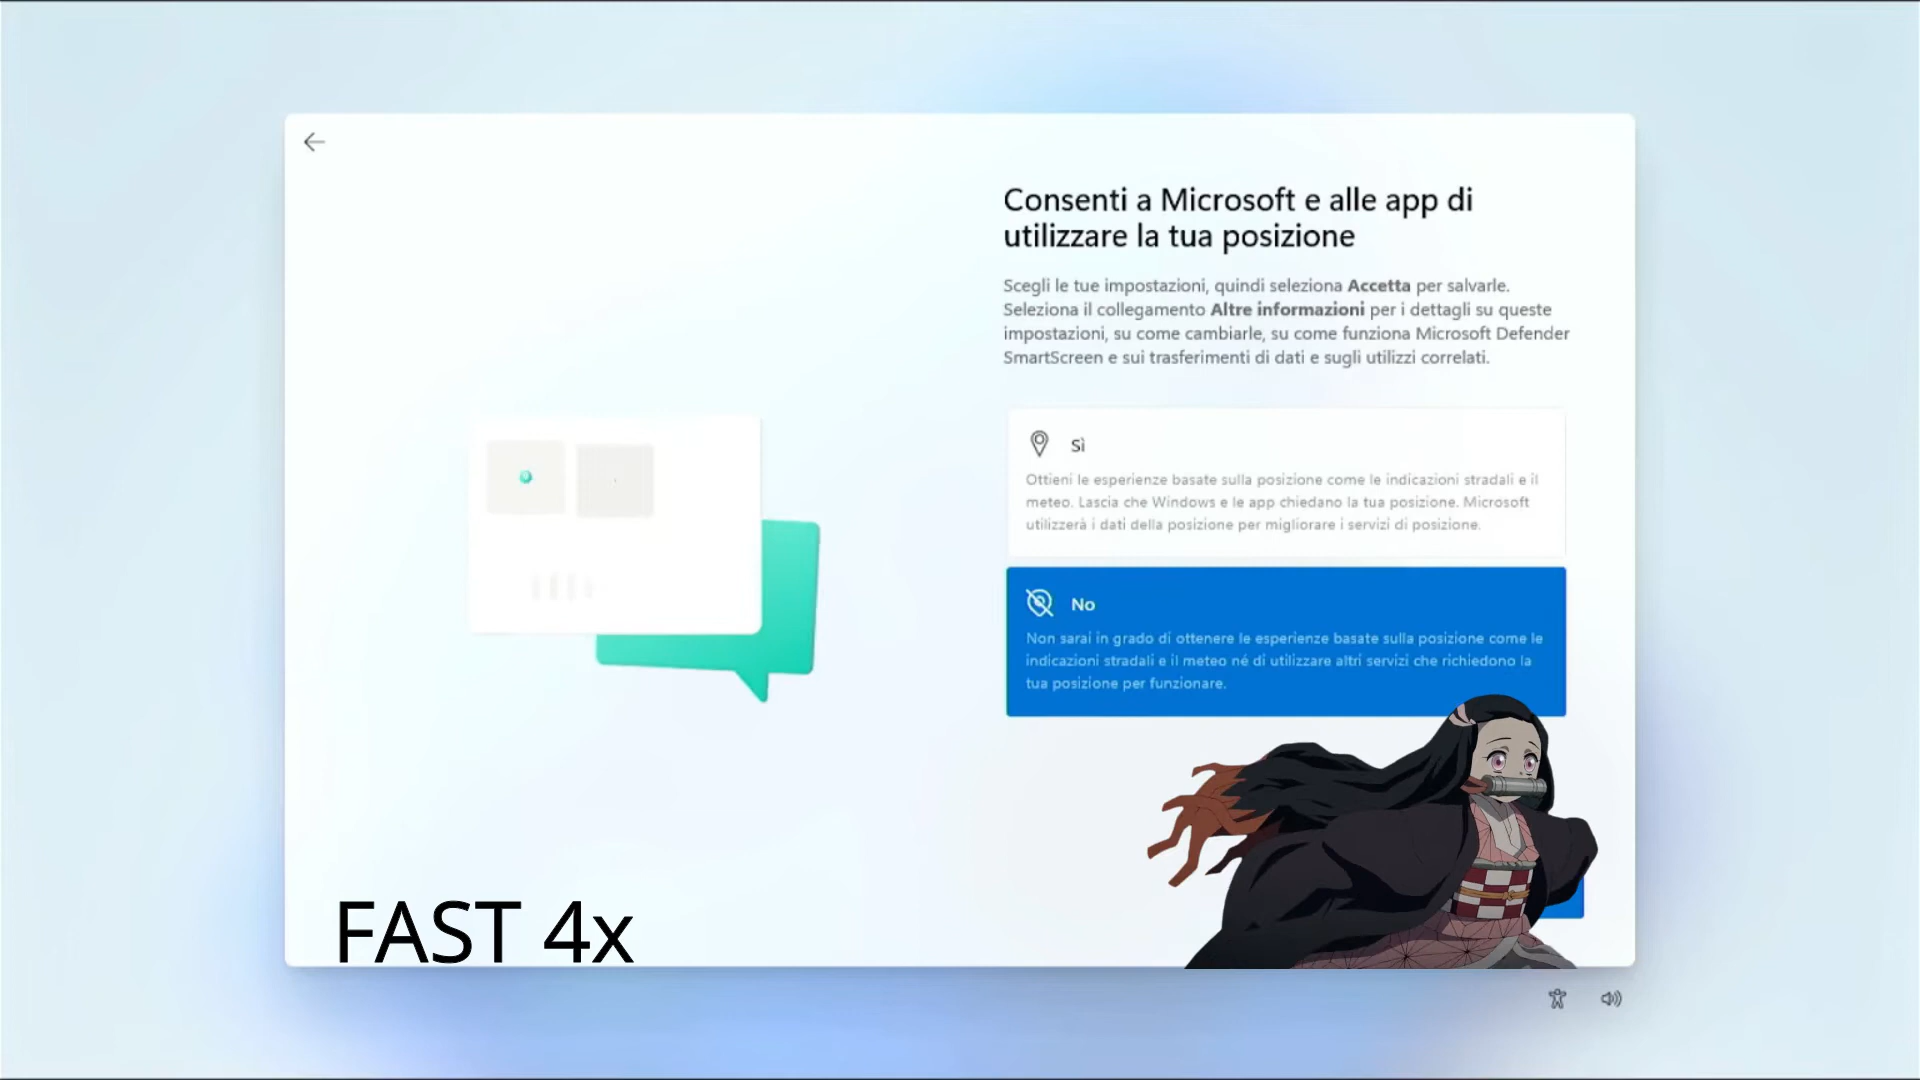 Consenti a Microsoft e alle app di
utilizzare la tua posizione
Scegli le tue impostazioni, quindi seleziona Accetta per salvarle.
Seleziona il collegamento Altre informazioni per i dettagli su queste
impostazioni, su come cambiarle, su come funziona Microsoft Defender
SmartScreen e sui trasferimenti di dati e sugli utilizzi correlati.
Sì
Ottieni le esperienze basate sulla posizione come le indicazioni stradali e il
meteo. Lascia che Windows e le app chiedano la tua posizione. Microsoft
utilizzerà i dati della posizione per migliorare i servizi di posizione.
No
Non sarai in grado di ottenere le esperienze basate sulla posizione come le
indicazioni stradali e il meteo né di utilizzare altri servizi che richiedono la
tua posizione per funzionare.
FAST 4x